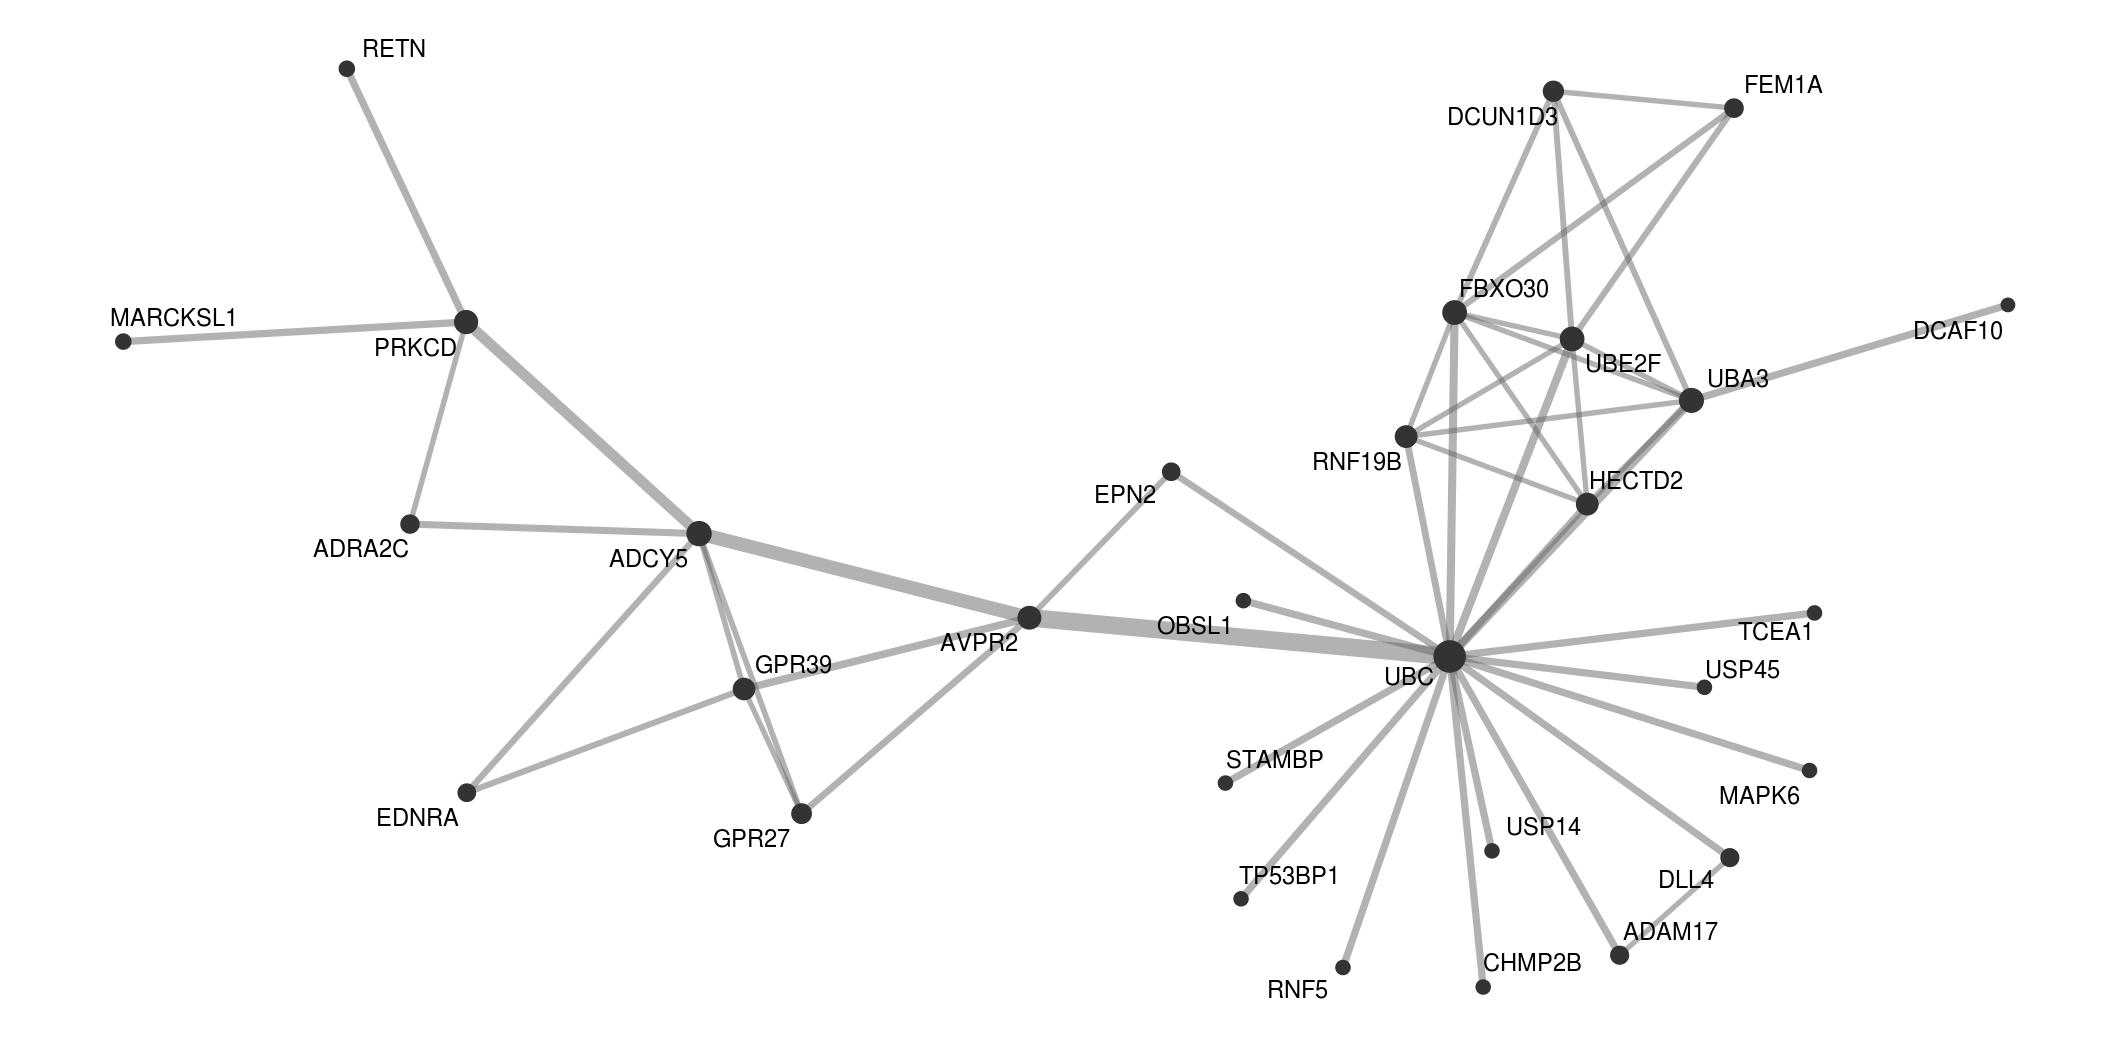 RETN
FEM1A
DCUN1D3
FBXO30
MARCKSL1
DCAF10
PRKCD
UBE2F
UBA3
RNF19B
HECTD2
EPN2
ADRA2C
ADCY5
OBSL1
TCEA1
AVPR2
GPR39
USP45
UBC
STAMBP
MAPK6
EDNRA
USP14
GPR27
TP53BP1
DLL4
ADAM17
CHMP2B
RNF5